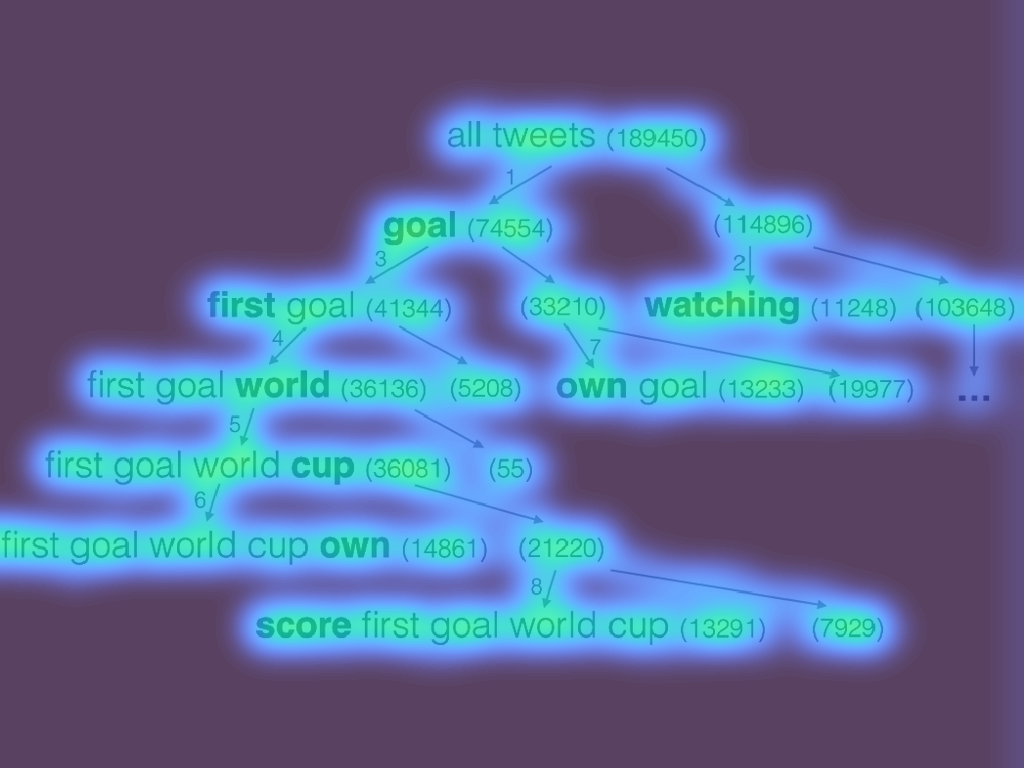 all tweets (189450)
1
goal (74554) (114896)
3 2
first goal (41344) (33210) watching (11248) (103648)
4 7
first goal world (36136) (5208) own goal (13233) (19977) ...
5
first goal world cup (36081) (55)
6
first goal world cup own (14861) (21220)
8
score first goal world cup (13291) (7929)